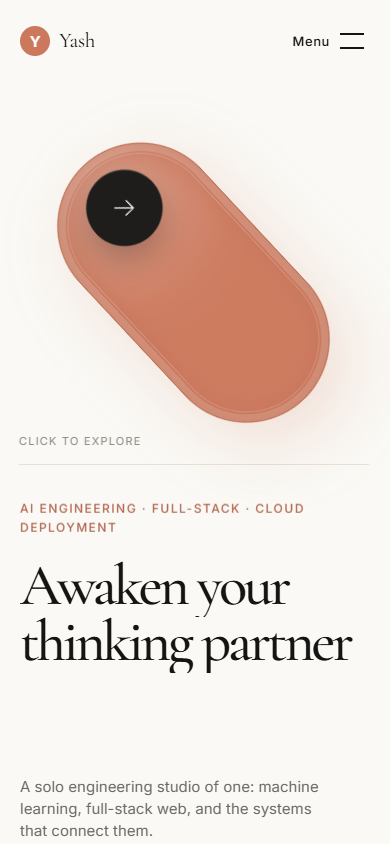 Y Yash
Menu
CLICK TO EXPLORE
AI ENGINEERING · FULL-STACK · CLOUD
DEPLOYMENT
Awaken your
thinking partner
A solo engineering studio of one: machine
learning, full-stack web, and the systems
that connect them.